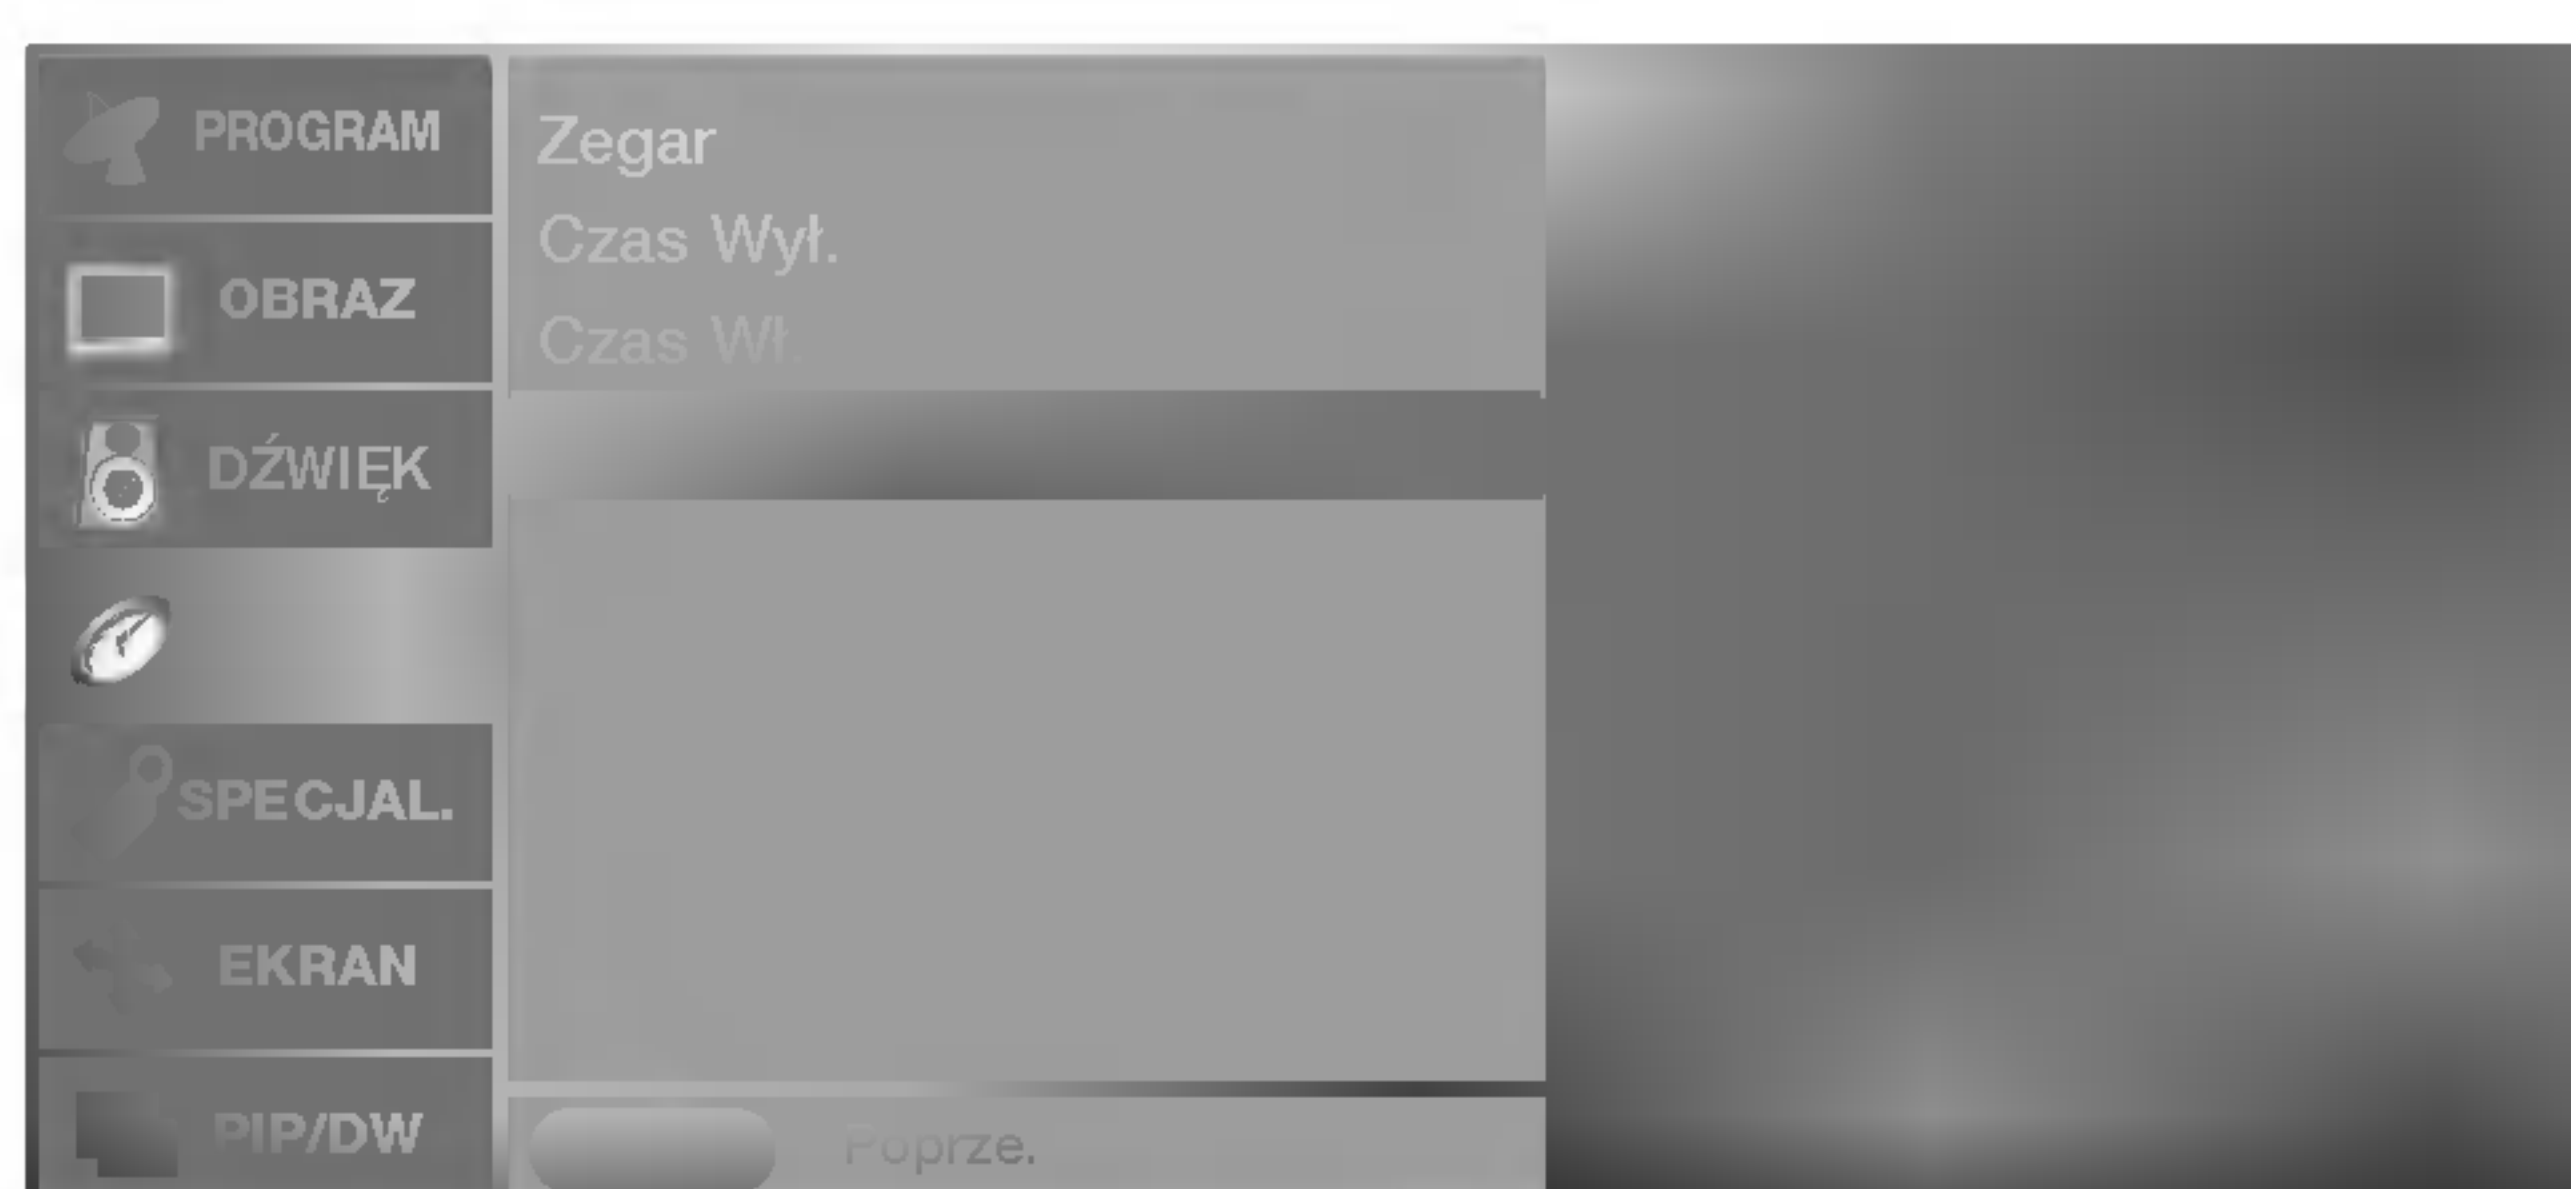 PROGRAM
OBRAZ
DŹWIĘK
SPECJAL.
EKRAN
PIP/DW
Zegar
Czas Wył.
Czas Wł.
Poprze.